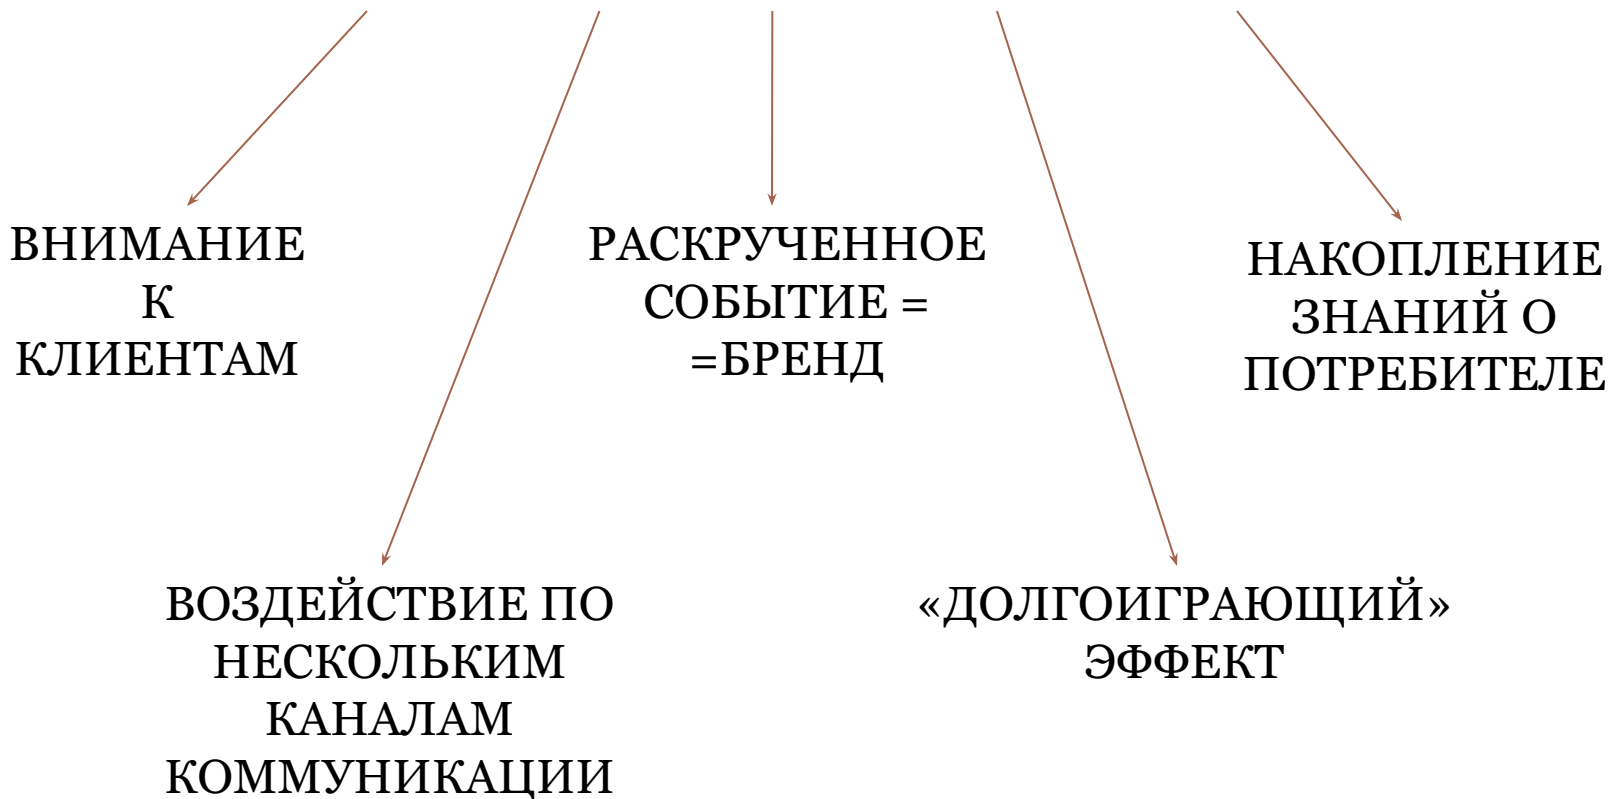 ВНИМАНИЕ
К
КЛИЕНТАМ
РАСКРУЧЕННОЕ
СОБЫТИЕ =
=БРЕНД
НАКОПЛЕНИЕ
ЗНАНИЙ О
ПОТРЕБИТЕЛЕ
ВОЗДЕЙСТВИЕ ПО
НЕСКОЛЬКИМ
КАНАЛАМ
КОММУНИКАЦИИ
«ДОЛГОИГРАЮЩИЙ»
ЭФФЕКТ